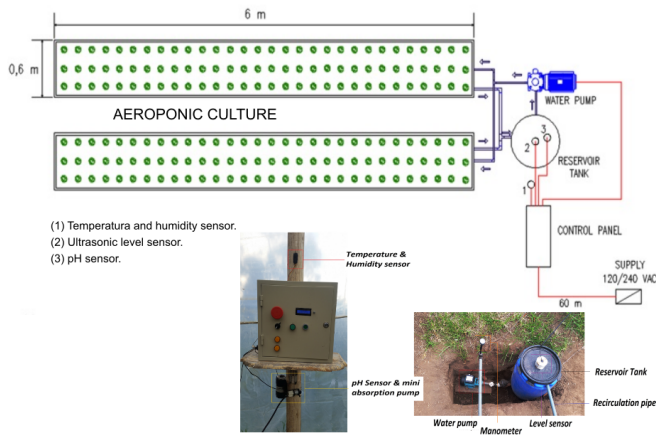 6 m
0,6 m
AEROPONIC CULTURE
WATER PUMP
3
2
RESERVOIR
TANK
1
CONTROL PANEL
SUPPLY
120/240 VAC
60 m
(1) Temperatura and humidity sensor.
(2) Ultrasonic level sensor.
(3) pH sensor.
Temperature &
Humidity sensor
pH Sensor & mini
absorption pump
Reservoir Tank
Recirculation pipe
Water pump
Manometer
Level sensor